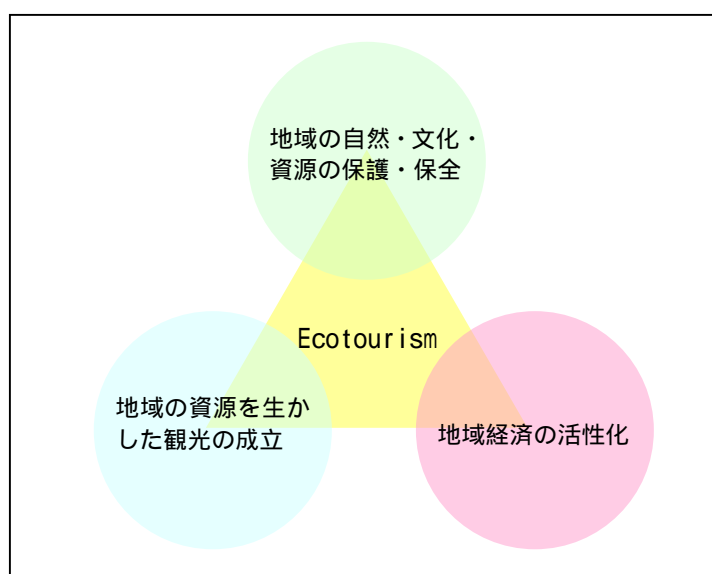 地域の自然・文化・
資源の保護・保全
Ecotourism
地域の資源を生か
した観光の成立
地域経済の活性化